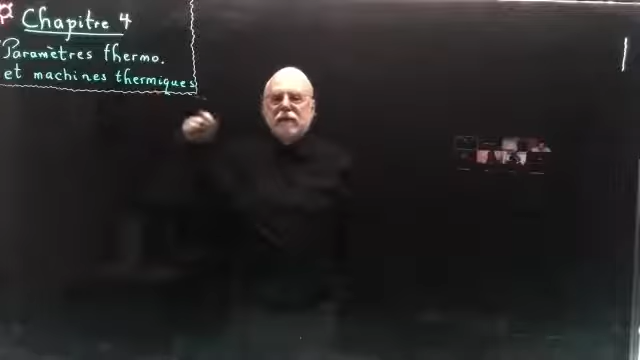 Chapitre 4
Paramètres thermo.
et machines thermiques